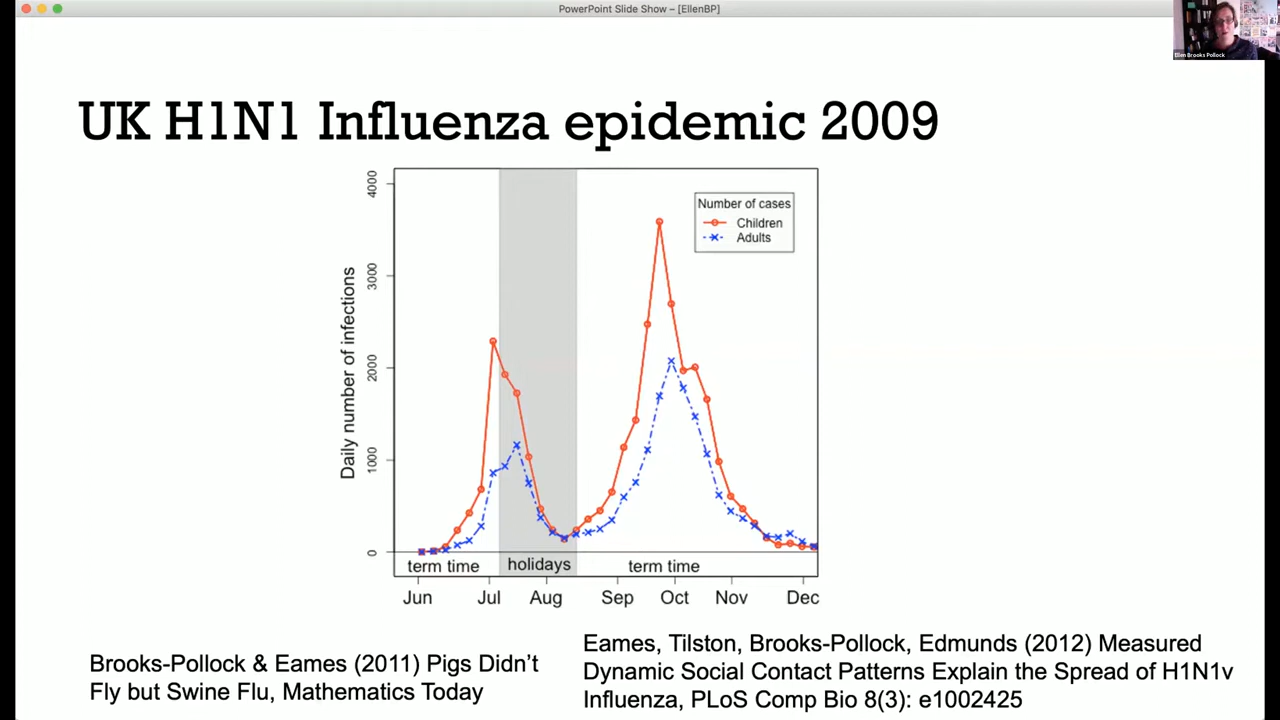 PowerPoint Slide Show – [EllenBP]
Ellen Brooks Pollock
UK H1N1 Influenza epidemic 2009
4000
3000
2000
1000
0
Daily number of infections
Number of cases
Children
Adults
term time
holidays
term time
Jun
Jul
Aug
Sep
Oct
Nov
Dec
Brooks-Pollock & Eames (2011) Pigs Didn’t
Fly but Swine Flu, Mathematics Today
Eames, Tilston, Brooks-Pollock, Edmunds (2012) Measured
Dynamic Social Contact Patterns Explain the Spread of H1N1v
Influenza, PLoS Comp Bio 8(3): e1002425